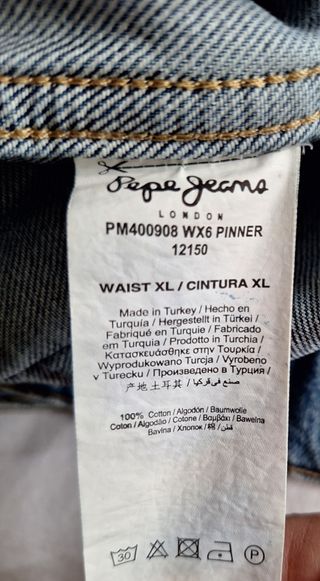 Pepe Jeans
LONDON
PM400908 WX6 PINNER
12150
WAIST XL / CINTURA XL
Made in Turkey / Hecho en
Turquía / Hergestellt in Türkei /
Fabriqué en Turquie / Fabricado
em Turquia / Prodotto in Turchia /
Κατασκευάσθηκε στην Τουρκία /
Wyprodukowano w Turcja / Vyrobeno
v Turecku / Произведено в Турция /
产地土耳其 / صنع في تركيا /
100% Cotton / Algodón / Baumwolle
Coton / Algodão / Cotone / Βαμβάκι / Bawełna
Bavlna / Хлопок / 棉 / قطن /
30
P